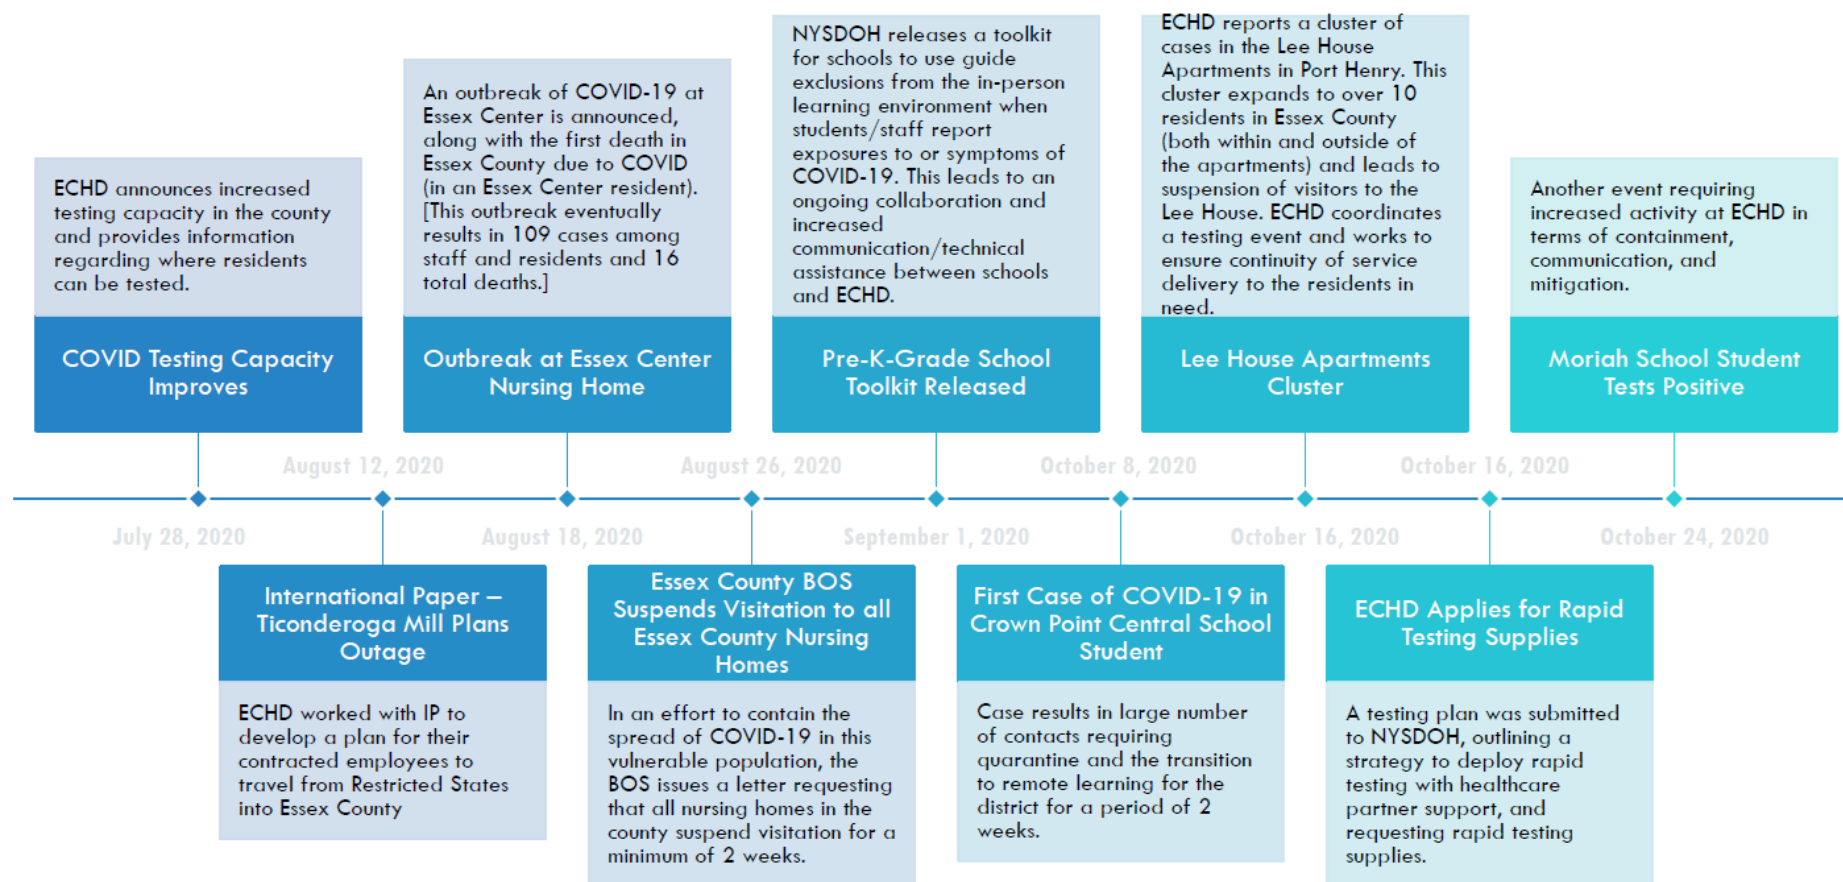 ECHD announces increased
testing capacity in the county
and provides information
regarding where residents
can be tested.
COVID Testing Capacity
Improves
July 28, 2020
August 12, 2020
International Paper –
Ticonderoga Mill Plans
Outage
ECHD worked with IP to
develop a plan for their
contracted employees to
travel from Restricted States
into Essex County
An outbreak of COVID-19 at
Essex Center is announced,
along with the first death in
Essex County due to COVID
(in an Essex Center resident).
[This outbreak eventually
results in 109 cases among
staff and residents and 16
total deaths.]
Outbreak at Essex Center
Nursing Home
August 18, 2020
August 26, 2020
Essex County BOS
Suspends Visitation to all
Essex County Nursing
Homes
In an effort to contain the
spread of COVID-19 in this
vulnerable population, the
BOS issues a letter requesting
that all nursing homes in the
county suspend visitation for a
minimum of 2 weeks.
NYSDOH releases a toolkit
for schools to use guide
exclusions from the in-person
learning environment when
students/staff report
exposures to or symptoms of
COVID-19. This leads to an
ongoing collaboration and
increased
communication/technical
assistance between schools
and ECHD.
Pre-K-Grade School
Toolkit Released
September 1, 2020
October 8, 2020
First Case of COVID-19 in
Crown Point Central School
Student
Case results in large number
of contacts requiring
quarantine and the transition
to remote learning for the
district for a period of 2
weeks.
ECHD reports a cluster of
cases in the Lee House
Apartments in Port Henry. This
cluster expands to over 10
residents in Essex County
(both within and outside of
the apartments) and leads to
suspension of visitors to the
Lee House. ECHD coordinates
a testing event and works to
ensure continuity of service
delivery to the residents in
need.
Lee House Apartments
Cluster
October 16, 2020
October 16, 2020
ECHD Applies for Rapid
Testing Supplies
A testing plan was submitted
to NYSDOH, outlining a
strategy to deploy rapid
testing with healthcare
partner support, and
requesting rapid testing
supplies.
Another event requiring
increased activity at ECHD in
terms of containment,
communication, and
mitigation.
Moriah School Student
Tests Positive
October 24, 2020